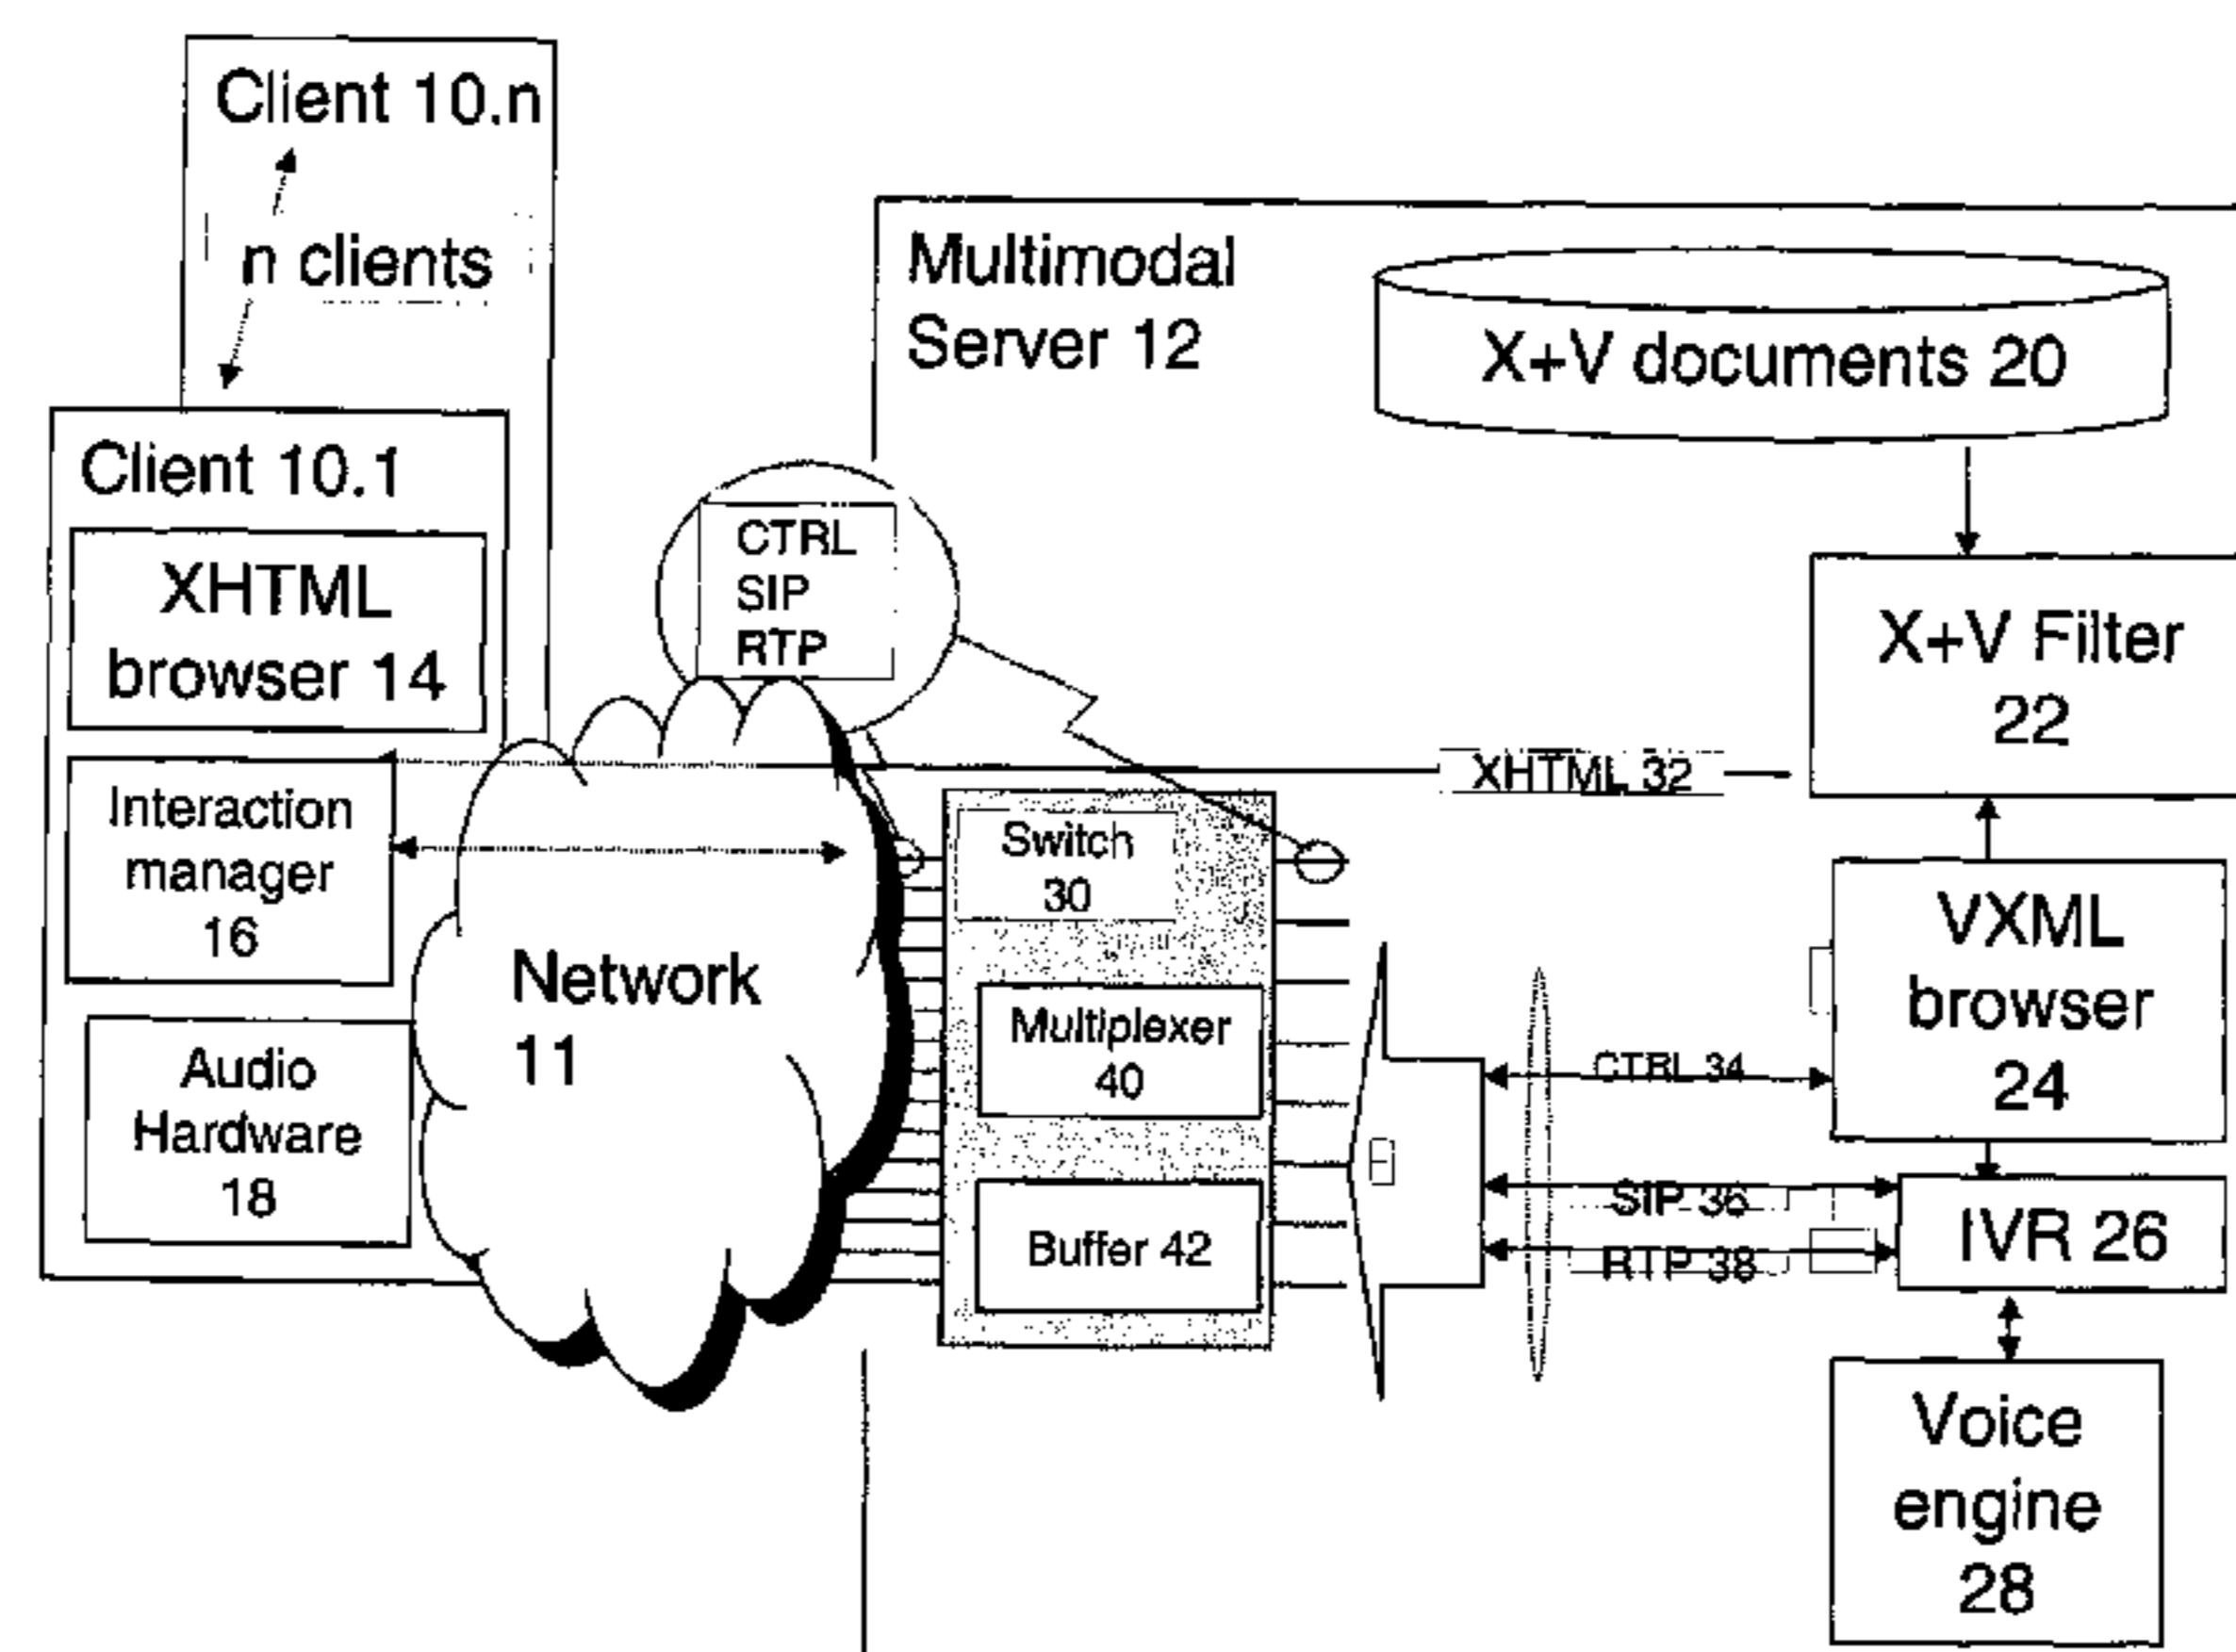 Client 10.n
n clients
Client 10.1
XHTML
browser 14
Interaction
manager
16
Audio
Hardware
18
Network
11
CTRL
SIP
RTP
Multimodal
Server 12
X+V documents 20
X+V Filter
22
XHTML 32
Switch
30
Multiplexer
40
Buffer 42
VXML
browser
24
CTRL 34
SIP 36
RTP 38
IVR 26
Voice
engine
28